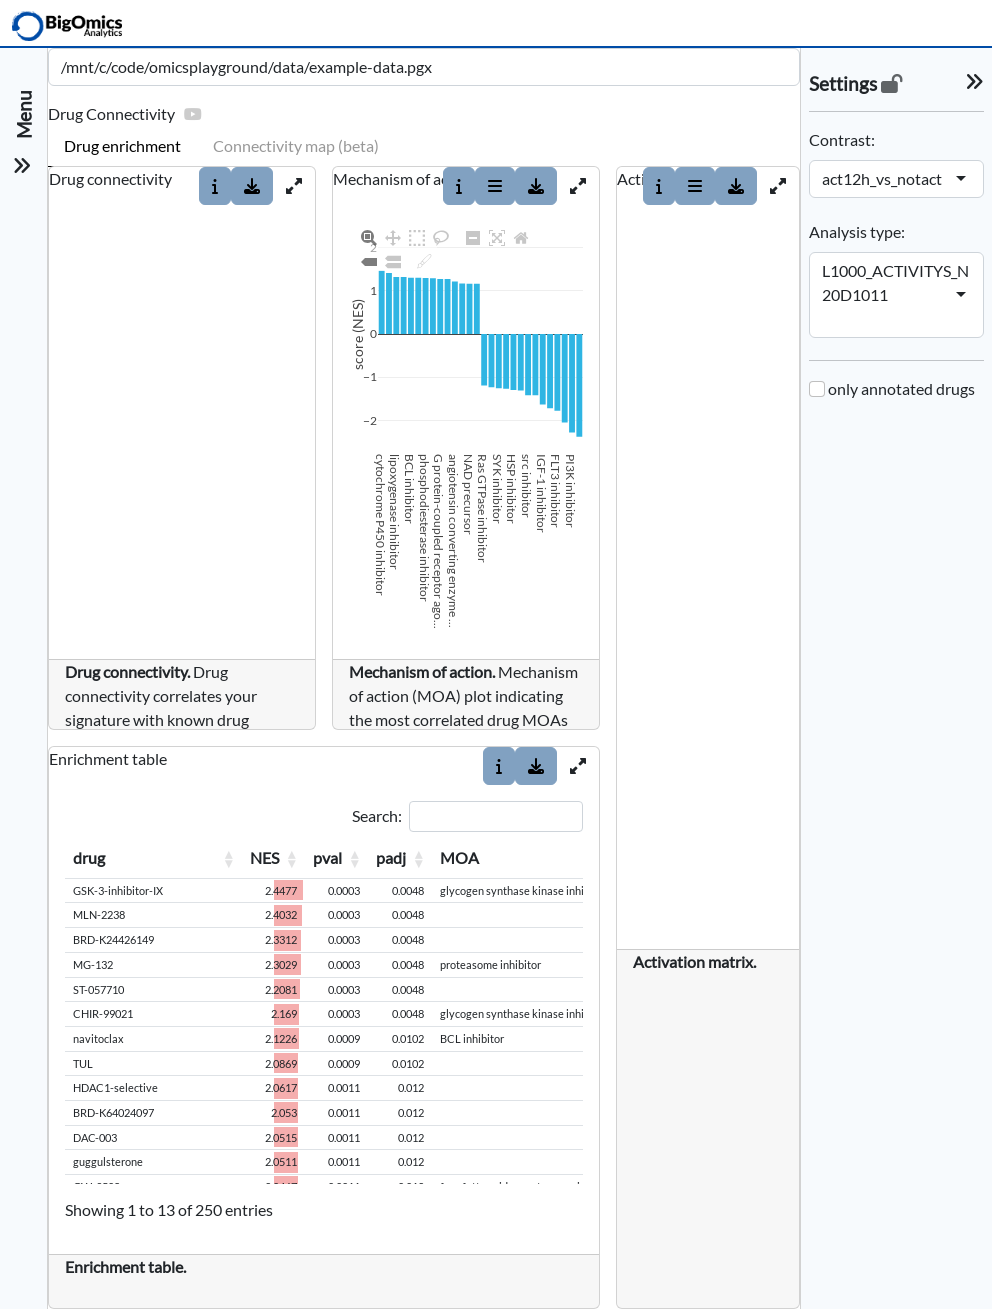 BigOmics
Analytics
/mnt/c/code/omicsplayground/data/example-data.pgx
Menu
Drug Connectivity
Drug enrichment
Connectivity map (beta)
Drug connectivity
Mechanism of ac
Acti
2
1
0
−1
−2
score (NES)
cytochrome P450 inhibitor
lipoxygenase inhibitor
BCL inhibitor
phosphodiesterase inhibitor
G protein-coupled receptor ago...
angiotensin converting enzyme ...
NAD precursor
Ras GTPase inhibitor
SYK inhibitor
HSP inhibitor
src inhibitor
IGF-1 inhibitor
FLT3 inhibitor
PI3K inhibitor
Drug connectivity. Drug
connectivity correlates your
signature with known drug
Mechanism of action. Mechanism
of action (MOA) plot indicating
the most correlated drug MOAs
Enrichment table
Search:
drug NES pval padj MOA
GSK-3-inhibitor-IX 2.4477 0.0003 0.0048 glycogen synthase kinase inhi
MLN-2238 2.4032 0.0003 0.0048
BRD-K24426149 2.3312 0.0003 0.0048
MG-132 2.3029 0.0003 0.0048 proteasome inhibitor
ST-057710 2.2081 0.0003 0.0048
CHIR-99021 2.169 0.0003 0.0048 glycogen synthase kinase inhi
navitoclax 2.1226 0.0009 0.0102 BCL inhibitor
TUL 2.0869 0.0009 0.0102
HDAC1-selective 2.0617 0.0011 0.012
BRD-K64024097 2.053 0.0011 0.012
DAC-003 2.0515 0.0011 0.012
guggulsterone 2.0511 0.0011 0.012
Showing 1 to 13 of 250 entries
Enrichment table.
Activation matrix.
Settings
Contrast:
act12h_vs_notact
Analysis type:
L1000_ACTIVITYS_N
20D1011
only annotated drugs